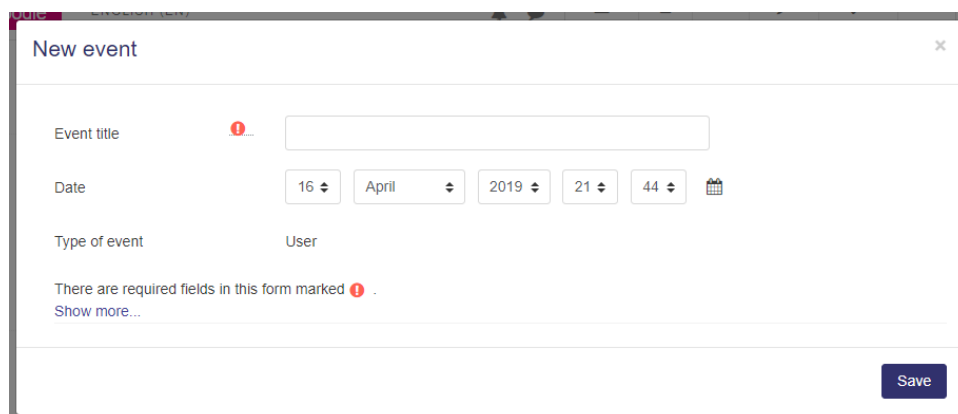 New event ×
Event title
Date 16 April 2019 21 44
Type of event User
There are required fields in this form marked .
Show more...
Save